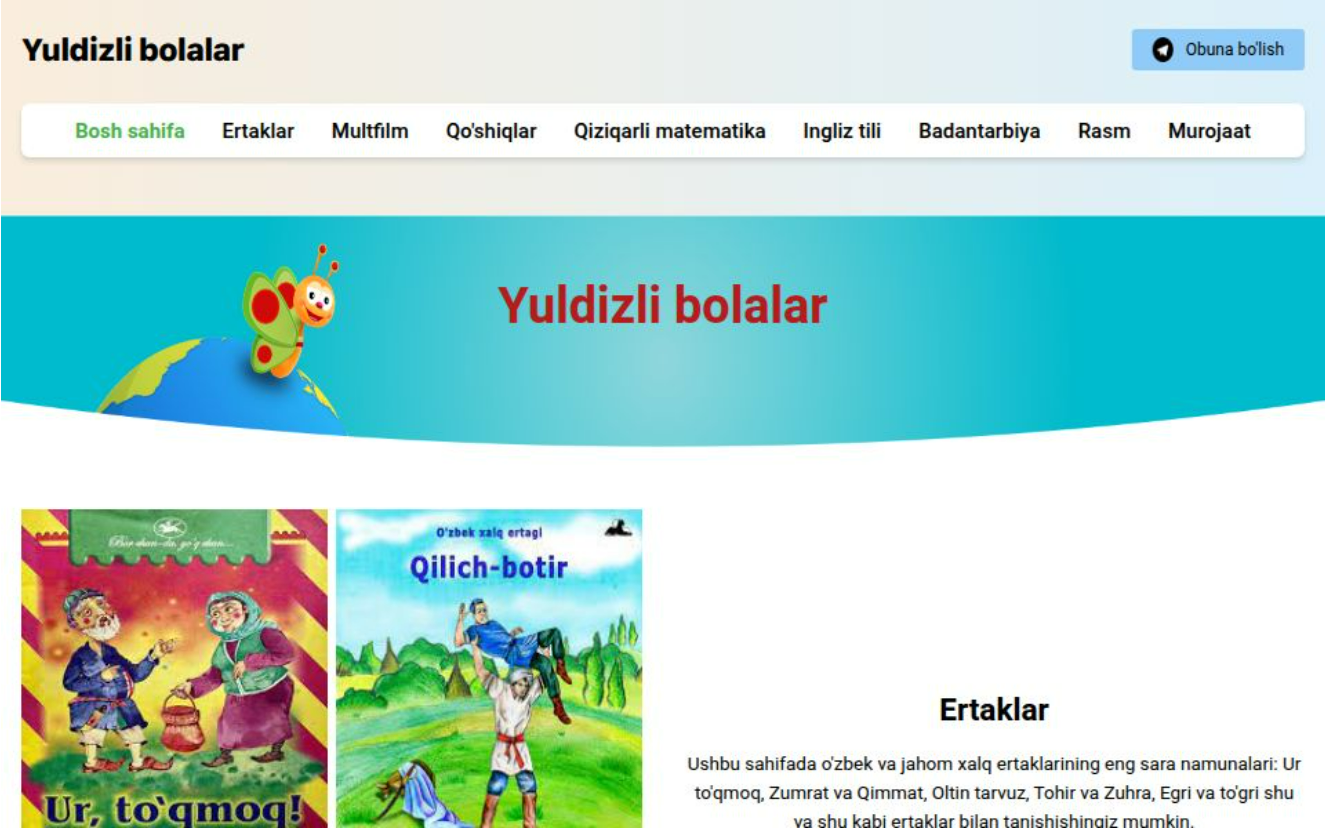 Yuldizli bolalar
Obuna bo'lish
Bosh sahifa Ertaklar Multfilm Qo'shiqlar Qiziqarli matematika Ingliz tili Badantarbiya Rasm Murojaat
Yuldizli bolalar
Bor ekan-da, yo'q ekan...
Ur, to'qmoq!
O'zbek xalq ertagi
Qilich-botir
Ertaklar
Ushbu sahifada o'zbek va jahom xalq ertaklarining eng sara namunalari: Ur
to'qmoq, Zumrat va Qimmat, Oltin tarvuz, Tohir va Zuhra, Egri va to'gri shu
va shu kabi ertaklar bilan tanishishingiz mumkin.